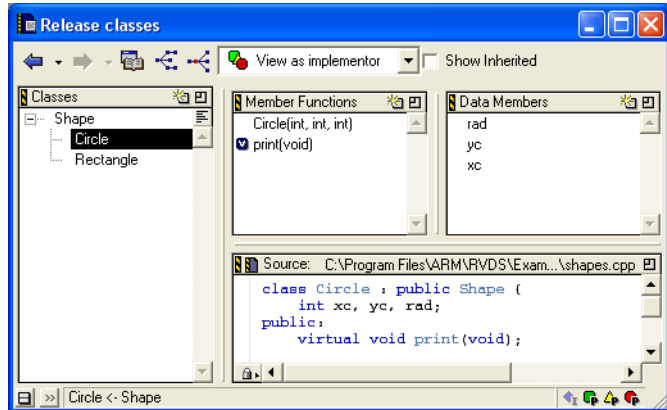 Release classes
View as implementor
Show Inherited
Classes
Shape
Circle
Rectangle
Member Functions
Circle(int, int, int)
print(void)
Data Members
rad
yc
xc
Source: C:\Program Files\ARM\RVDS\Exam...\shapes.cpp
class Circle : public Shape {
int xc, yc, rad;
public:
virtual void print(void);
Circle <- Shape